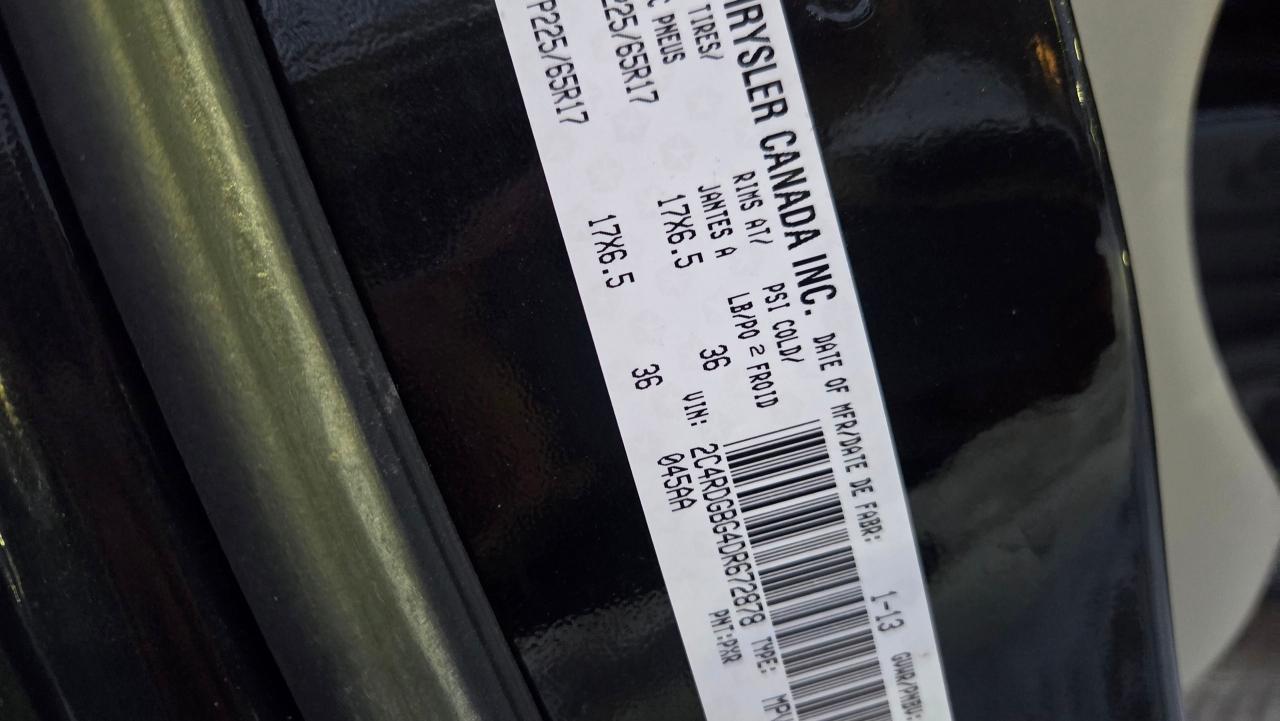 HRYSLER CANADA INC. DATE OF MFR/DATE DE FABR: 1-13 GVWR/PNBV:
TIRES/ RIMS AT/ PSI COLD/
PNEUS JANTES A LB/PO 2 FROID
225/65R17 17X6.5 36 VIN: 2C4RDGBG4DR672878 TYPE: MPV
P225/65R17 17X6.5 36 045AA PNT:PXR